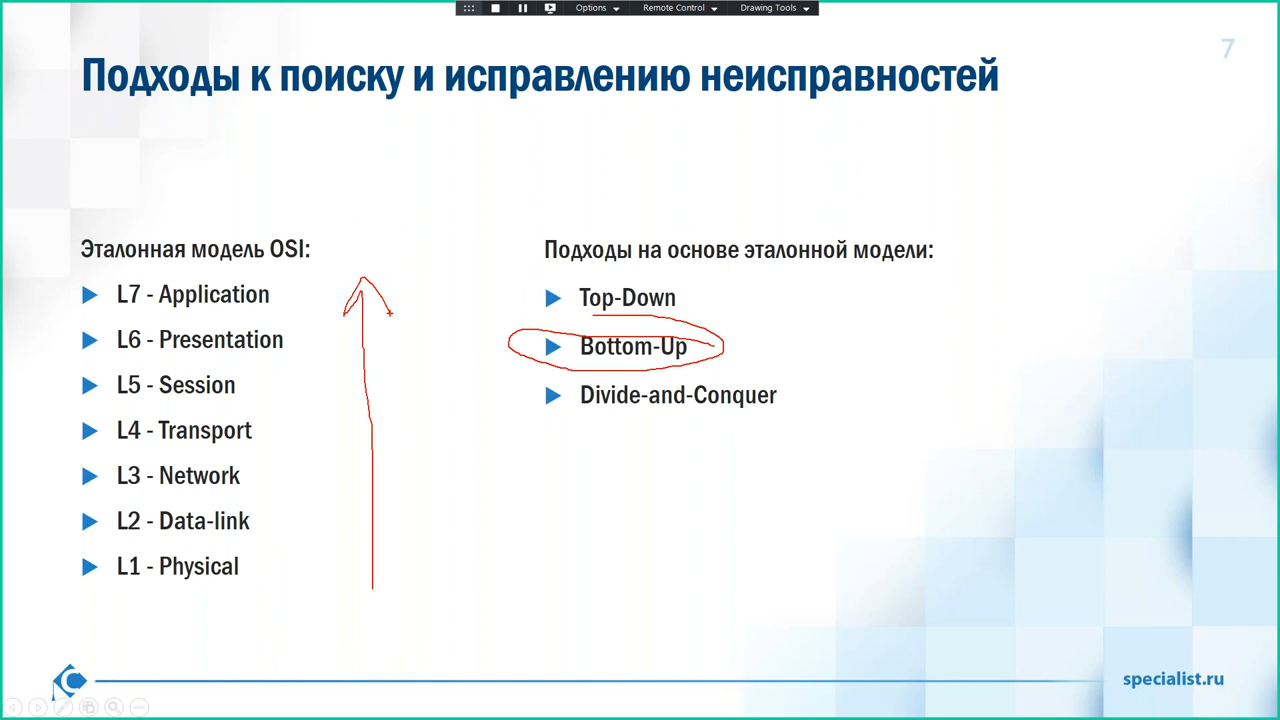 Options
Remote Control
Drawing Tools
7
Подходы к поиску и исправлению неисправностей
Эталонная модель OSI:
L7 - Application
L6 - Presentation
L5 - Session
L4 - Transport
L3 - Network
L2 - Data-link
L1 - Physical
Подходы на основе эталонной модели:
Top-Down
Bottom-Up
Divide-and-Conquer
specialist.ru